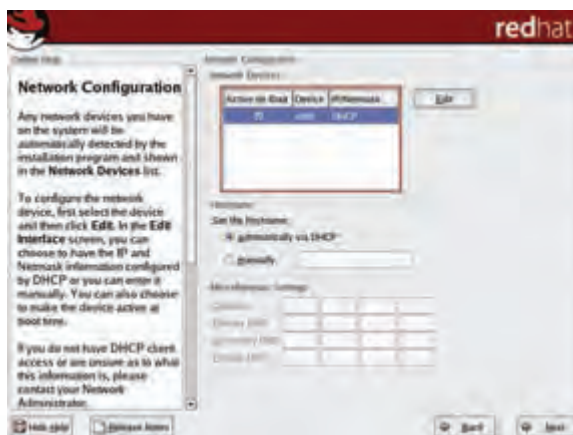 redhat
Online Help
Network Configuration
Any network devices you have
on the system will be
automatically detected by the
installation program and shown
in the Network Devices list.
To configure the network
device, first select the device
and then click Edit. In the Edit
Interface screen, you can
choose to have the IP and
Netmask information configured
by DHCP or you can enter it
manually. You can also choose
to make the device active at
boot time.
If you do not have DHCP client
access or are unsure as to what
this information is, please
contact your Network
Administrator.
Network Configuration
Network Devices
Active on Boot Device IP/Netmask
eth0 DHCP
Edit
Hostname
Set the hostname:
automatically via DHCP
manually
Miscellaneous Settings
Gateway:
Primary DNS:
Secondary DNS:
Tertiary DNS:
Hide Help
Release Notes
Back
Next